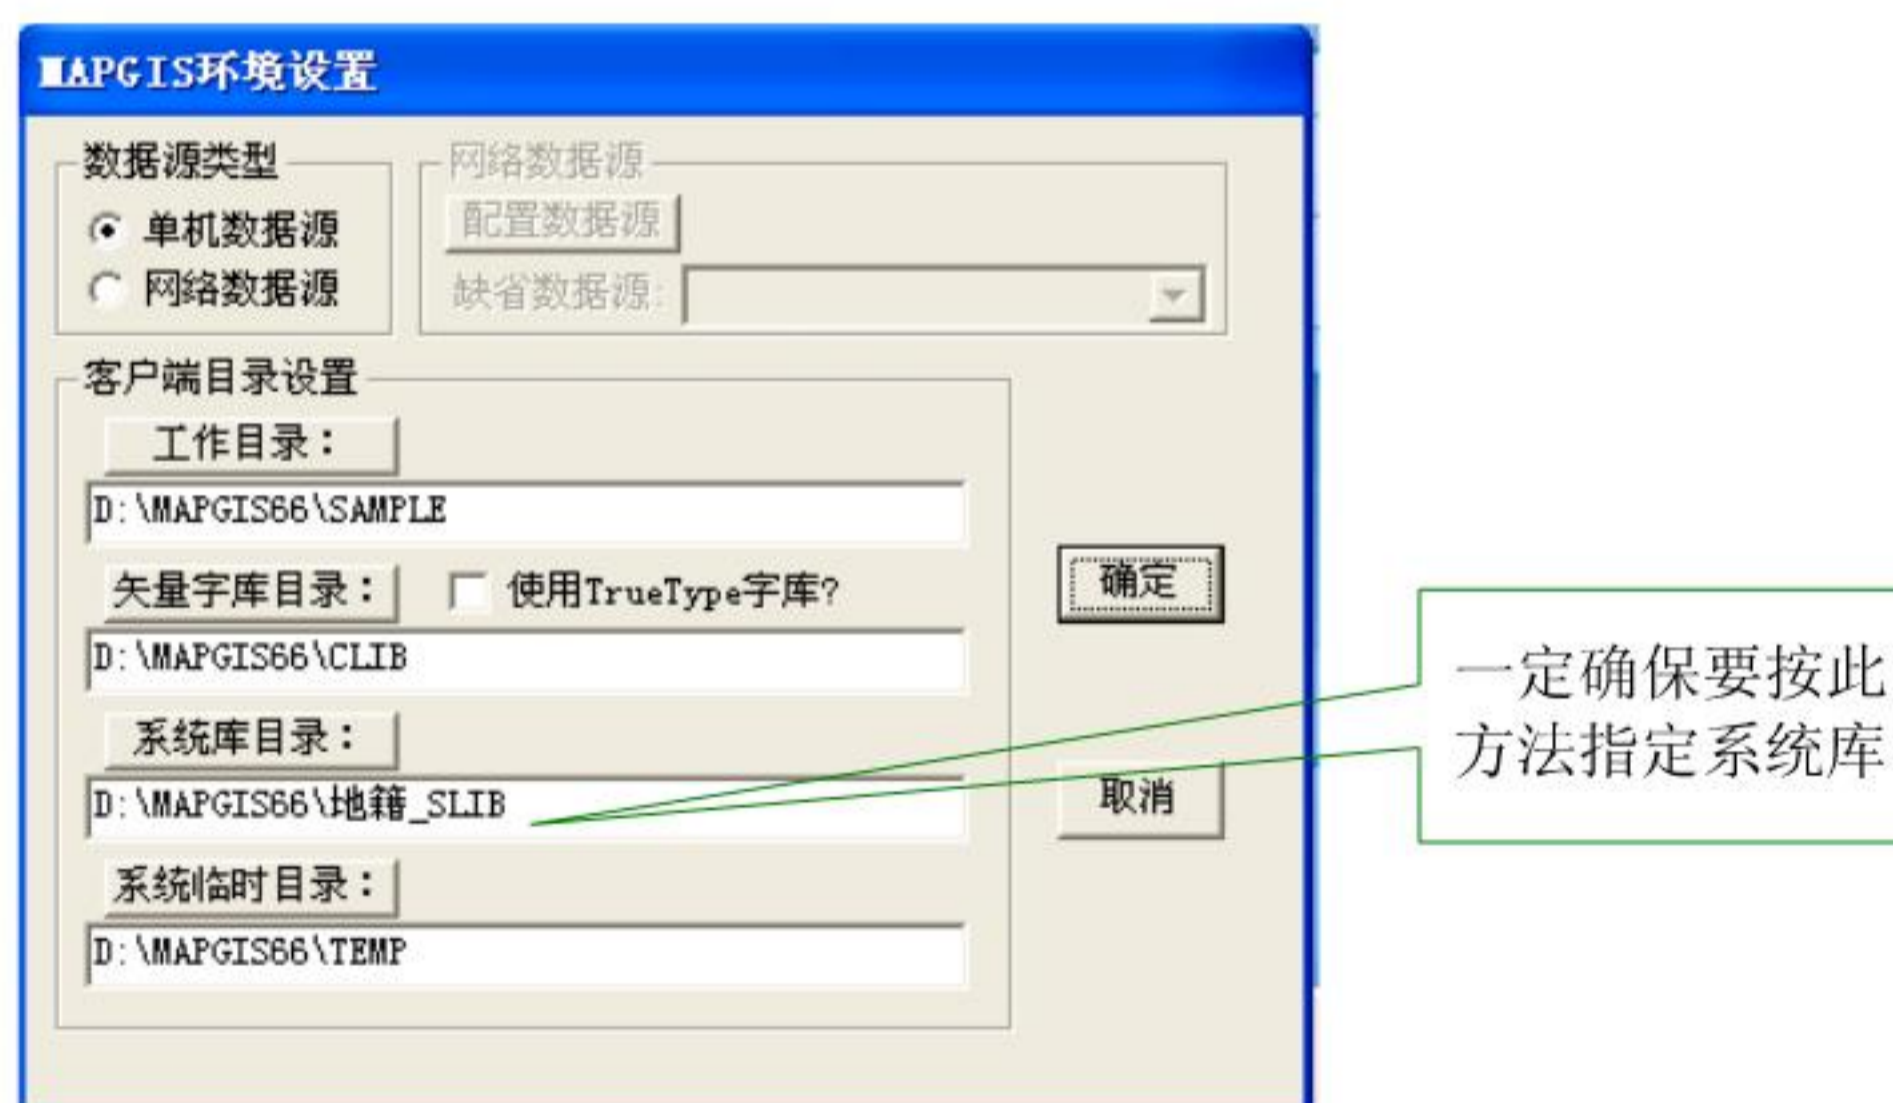 MAPGIS环境设置
数据源类型
单机数据源
网络数据源
网络数据源
配置数据源
缺省数据源:
客户端目录设置
工作目录：
D:\MAPGIS66\SAMPLE
矢量字库目录：
使用TrueType字库?
D:\MAPGIS66\CLIB
系统库目录：
D:\MAPGIS66\地籍_SLIB
系统临时目录：
D:\MAPGIS66\TEMP
确定
取消
一定确保要按此
方法指定系统库